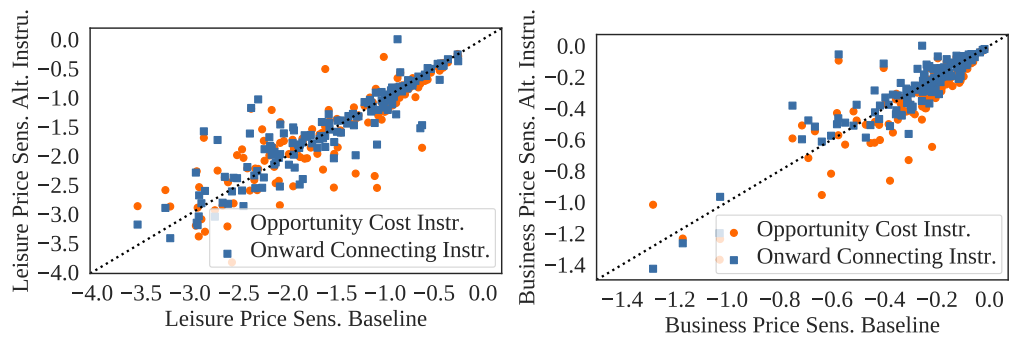 Leisure Price Sens. Alt. Instru.
0.0
−0.5
−1.0
−1.5
−2.0
−2.5
−3.0
−3.5
−4.0
Opportunity Cost Instr.
Onward Connecting Instr.
−4.0 −3.5 −3.0 −2.5 −2.0 −1.5 −1.0 −0.5 0.0
Leisure Price Sens. Baseline
Business Price Sens. Alt. Instru.
0.0
−0.2
−0.4
−0.6
−0.8
−1.0
−1.2
−1.4
Opportunity Cost Instr.
Onward Connecting Instr.
−1.4 −1.2 −1.0 −0.8 −0.6 −0.4 −0.2 0.0
Business Price Sens. Baseline